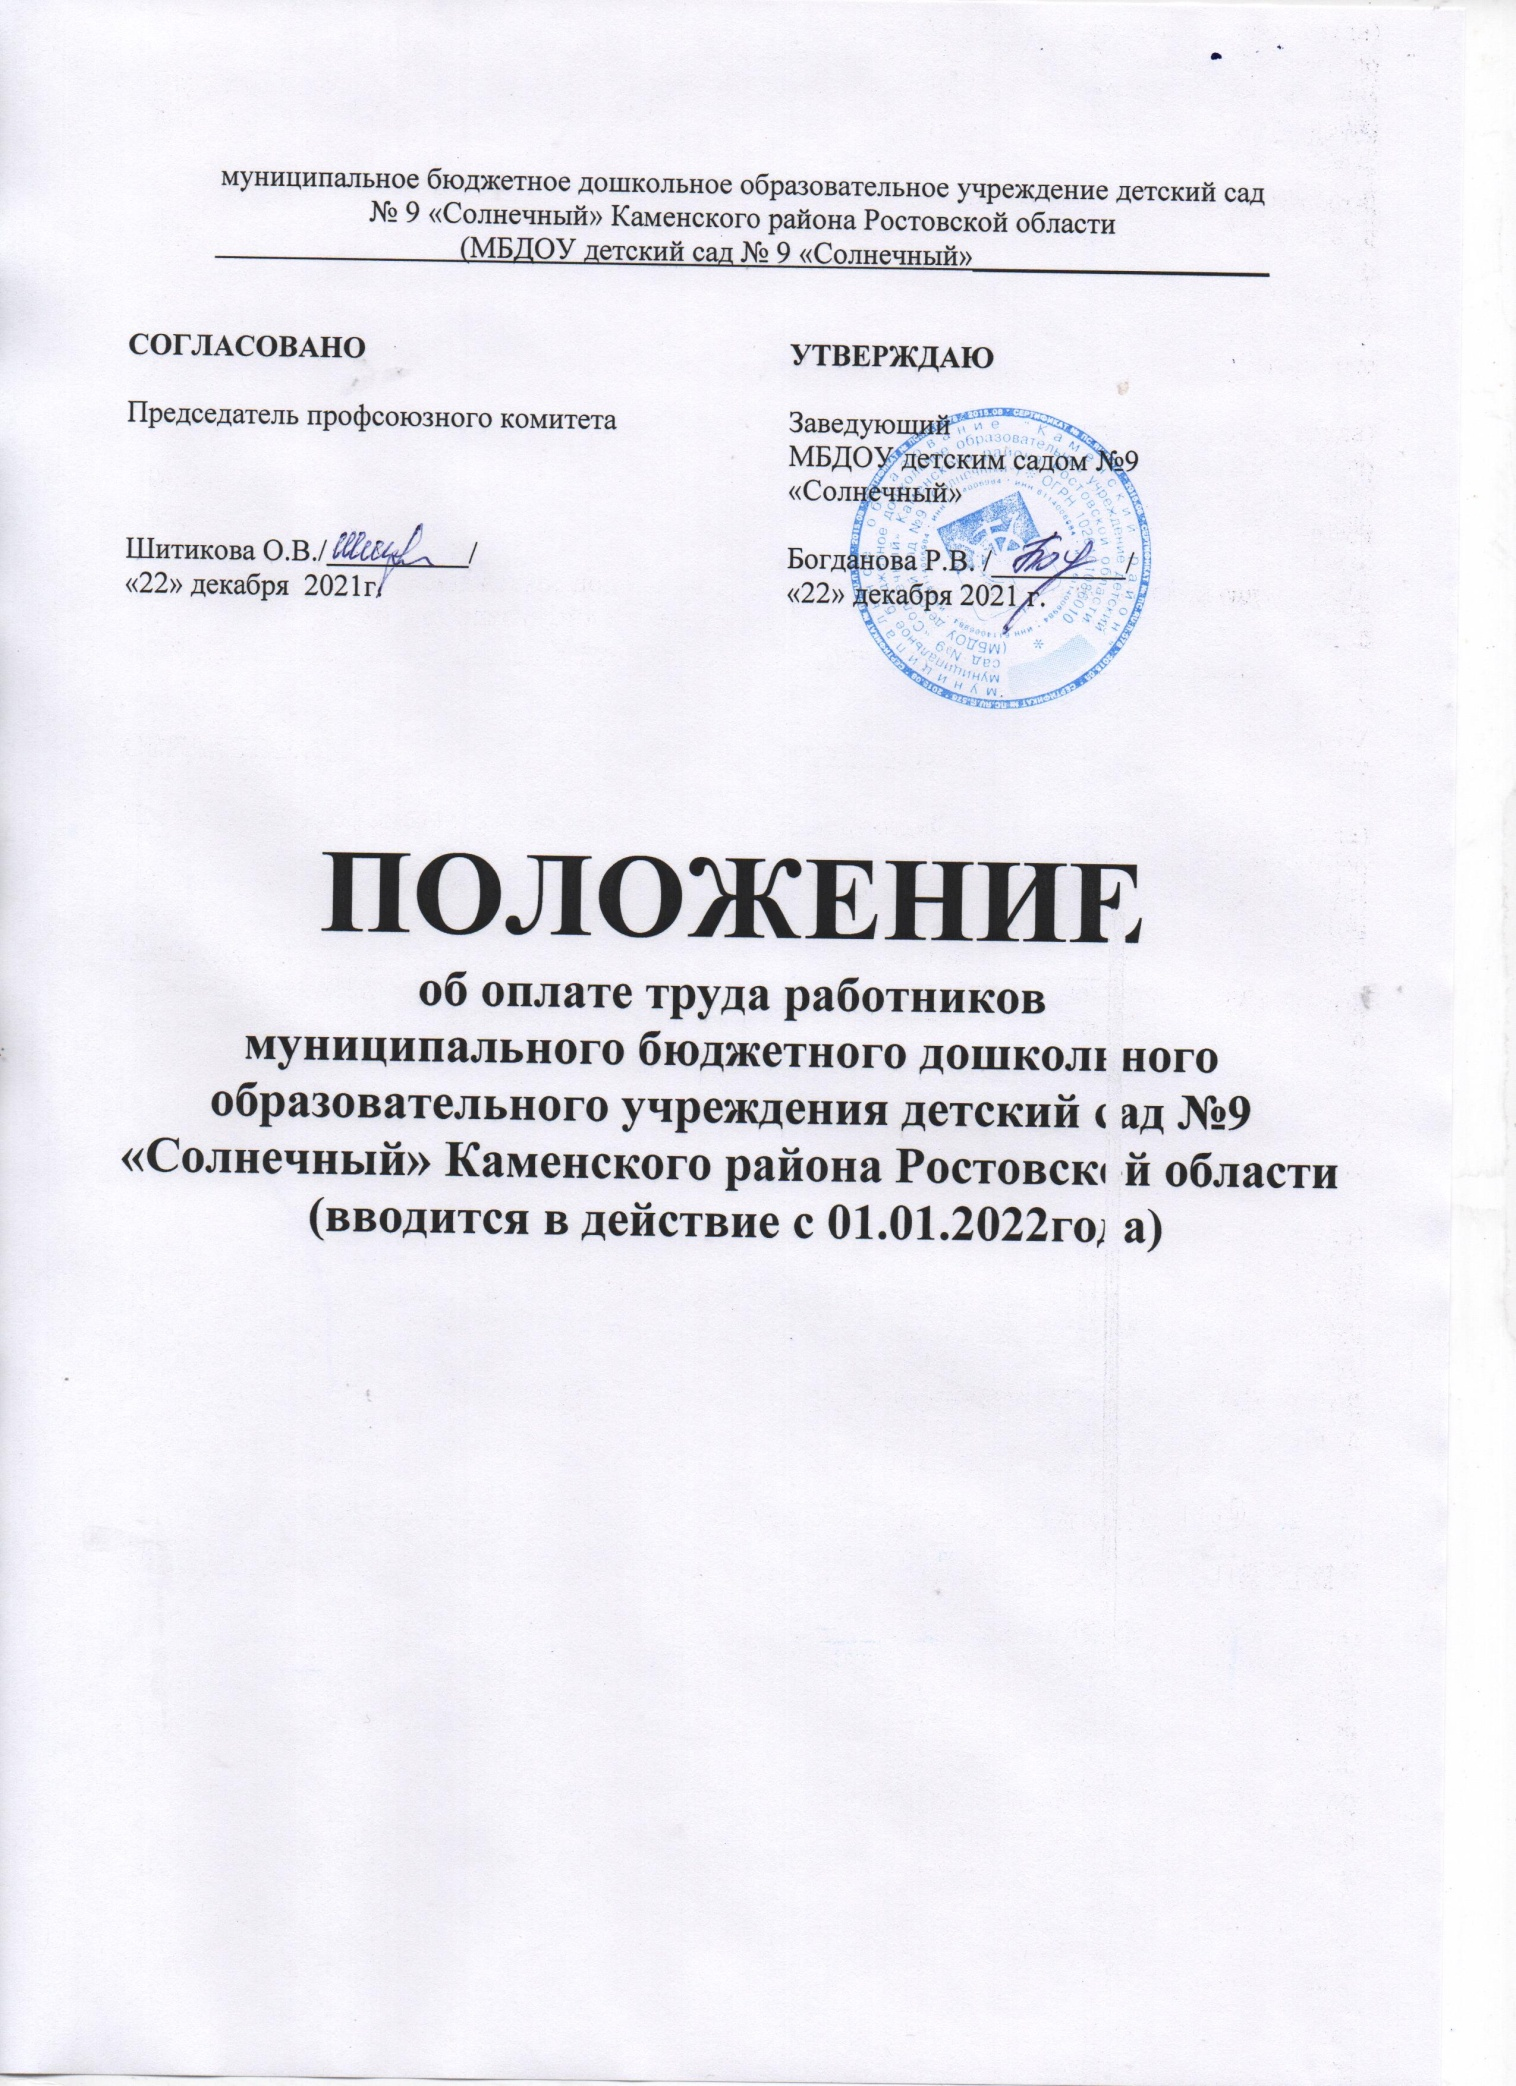 муниципальное бюджетное дошкольное образовательное учреждение детский сад
№ 9 «Солнечный» Каменского района Ростовской области
(МБДОУ детский сад № 9 «Солнечный»
СОГЛАСОВАНО
Председатель профсоюзного комитета
Шитикова О.В./ /
«22» декабря 2021г.
УТВЕРЖДАЮ
Заведующий
МБДОУ детским садом №9
«Солнечный»
Богданова Р.В. / /
«22» декабря 2021 г.
ПОЛОЖЕНИЕ
об оплате труда работников
муниципального бюджетного дошкольного
образовательного учреждения детский сад №9
«Солнечный» Каменского района Ростовской области
(вводится в действие с 01.01.2022года)